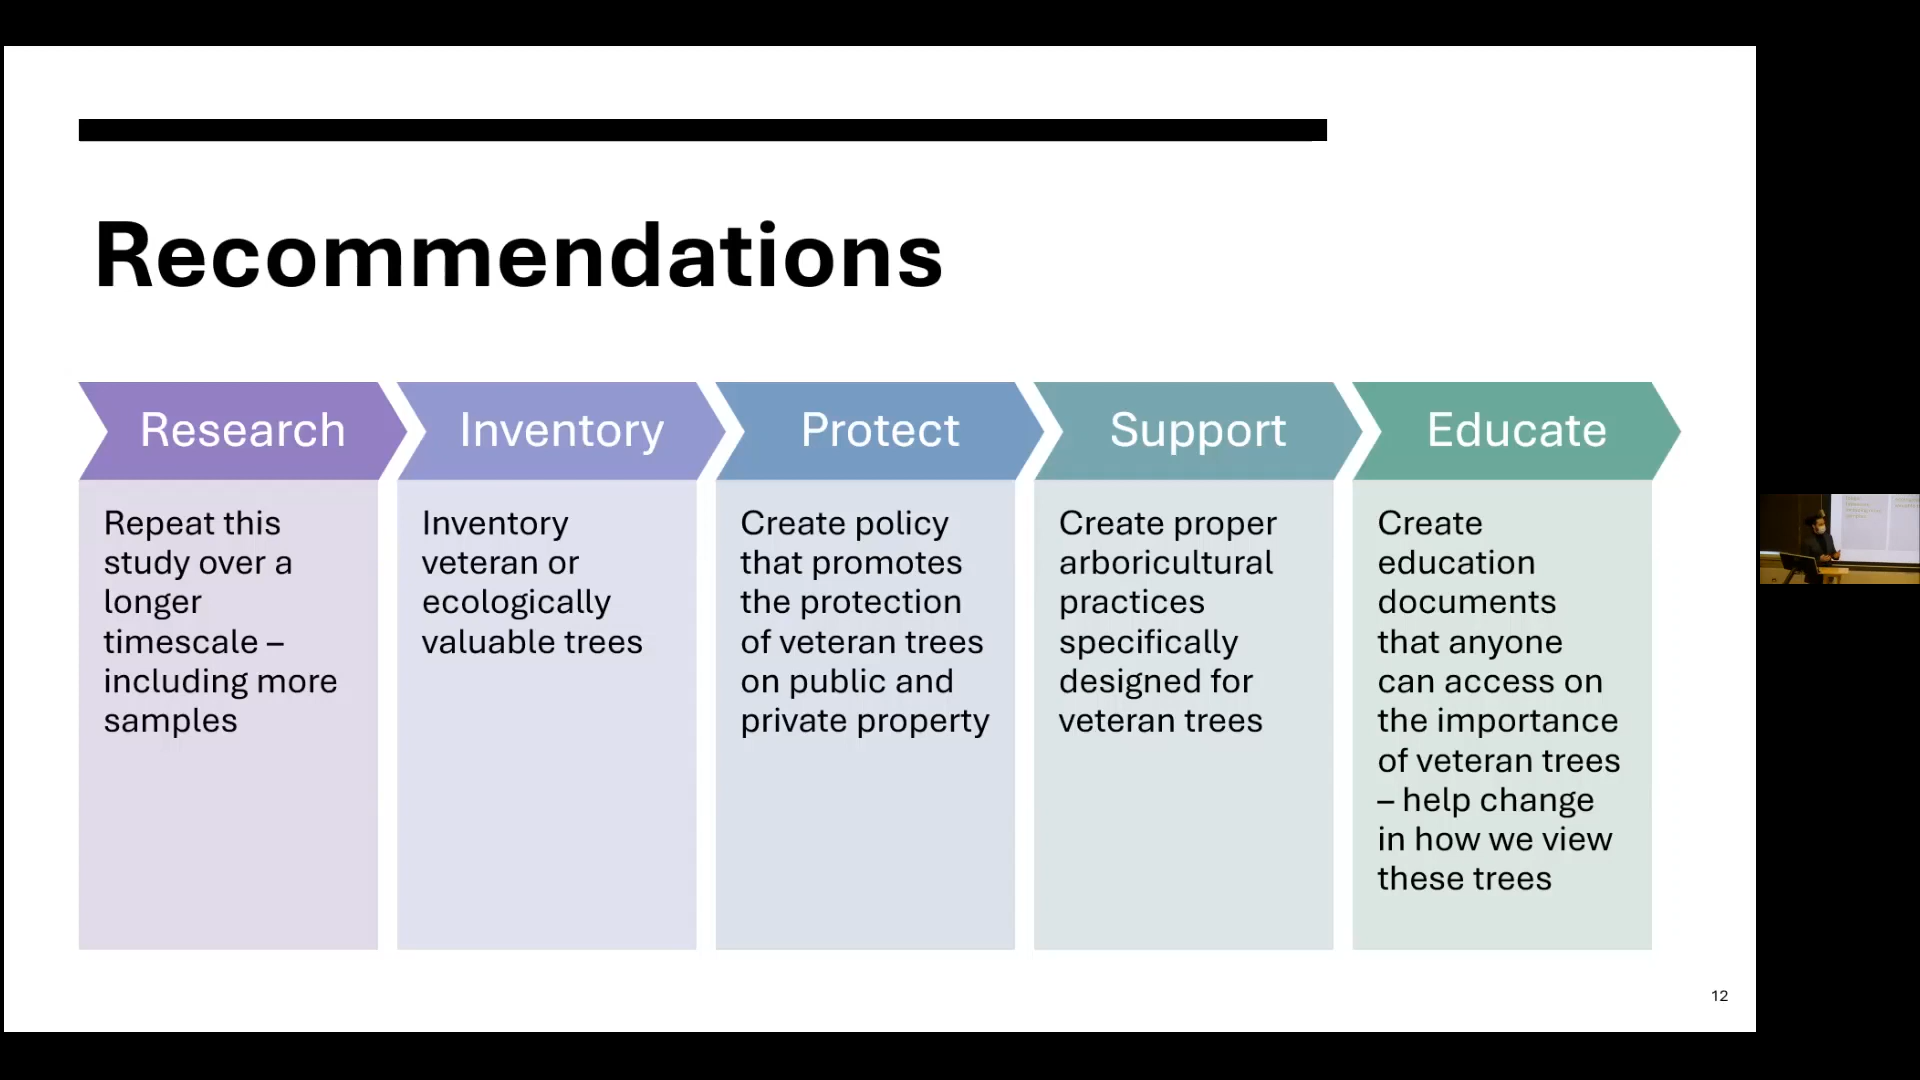 Recommendations
Research
Repeat this
study over a
longer
timescale –
including more
samples
Inventory
Inventory
veteran or
ecologically
valuable trees
Protect
Create policy
that promotes
the protection
of veteran trees
on public and
private property
Support
Create proper
arboricultural
practices
specifically
designed for
veteran trees
Educate
Create
education
documents
that anyone
can access on
the importance
of veteran trees
– help change
in how we view
these trees
12